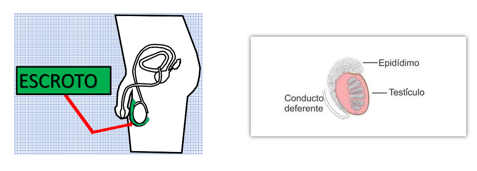 ESCROTO
Epidídimo
Testículo
Conducto
deferente